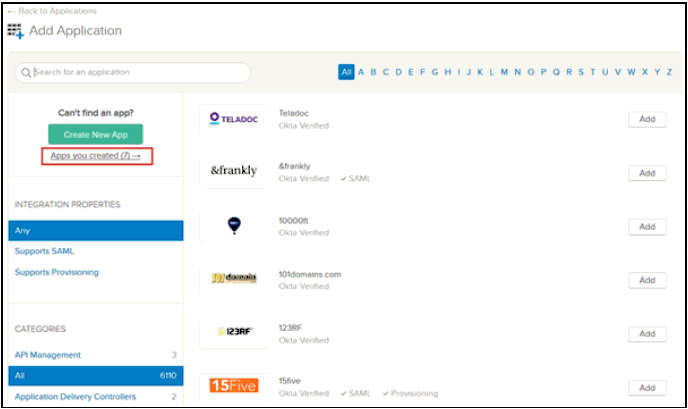 ← Back to Applications
Add Application
Search for an application
All A B C D E F G H I J K L M N O P Q R S T U V W X Y Z
Can't find an app?
Create New App
Apps you created (7) →
INTEGRATION PROPERTIES
Any
Supports SAML
Supports Provisioning
CATEGORIES
API Management 3
All 6110
Application Delivery Controllers 2
TELADOC
Teladoc
Okta Verified
Add
&frankly
&frankly
Okta Verified ✓ SAML
Add
10000ft
Okta Verified
Add
101domain
101domains.com
Okta Verified
Add
123RF
123RF
Okta Verified
Add
15Five
15five
Okta Verified ✓ SAML ✓ Provisioning
Add